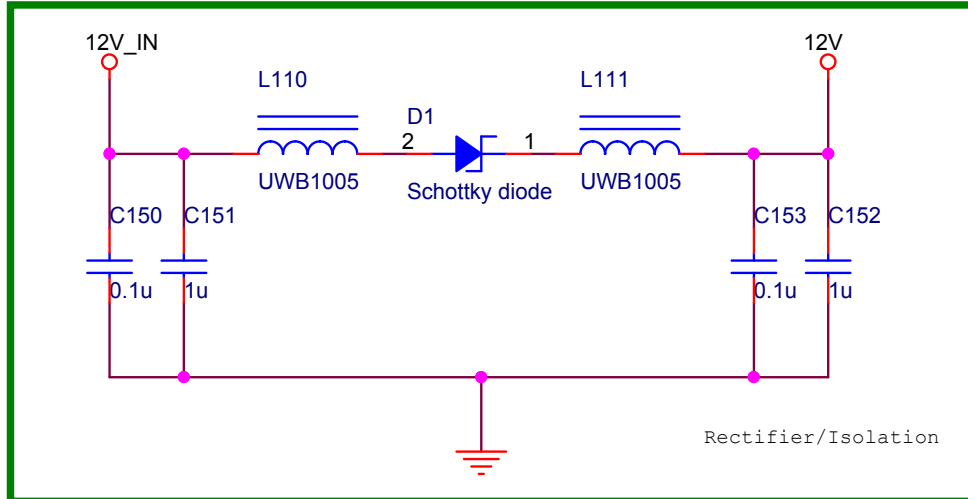 12V_IN
12V
L110
L111
D1
2
1
UWB1005
Schottky diode
UWB1005
C150
C151
C153
C152
0.1u
1u
0.1u
1u
Rectifier/Isolation